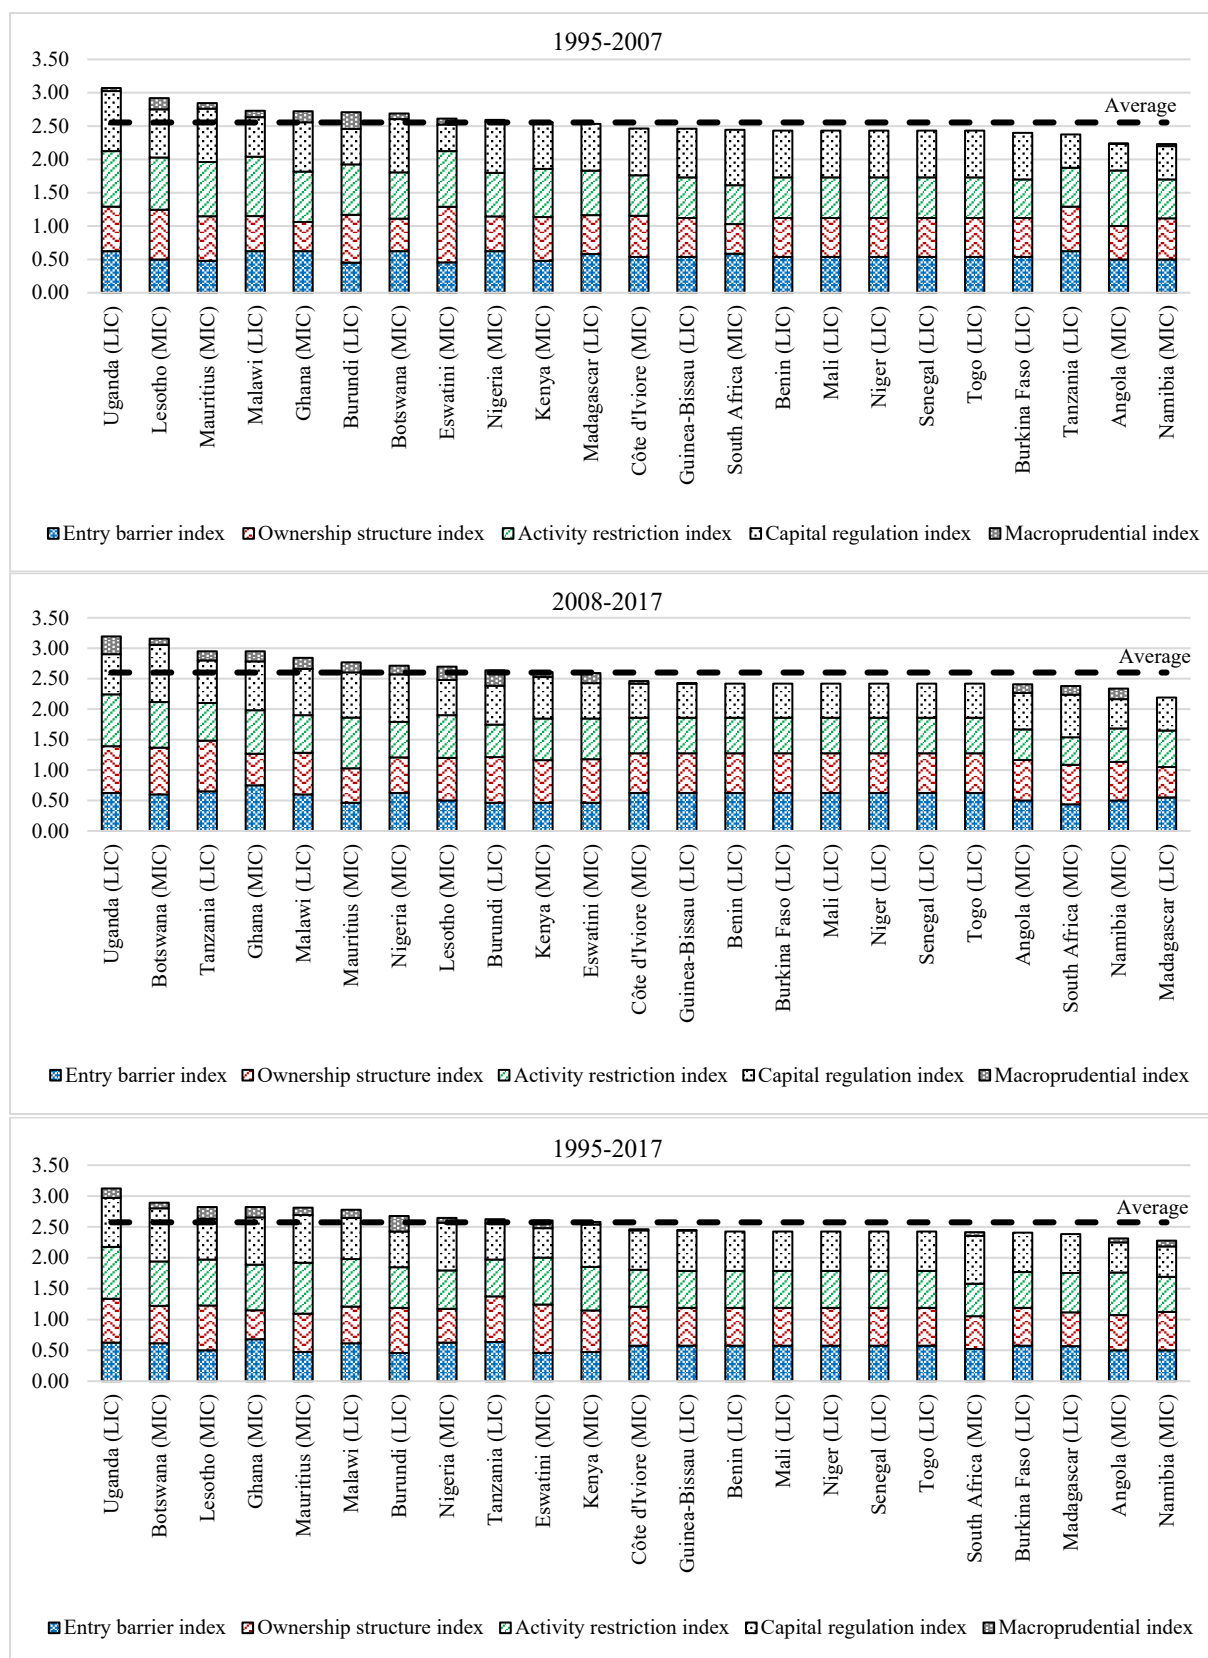 1995-2007
3.50
3.00
2.50
2.00
1.50
1.00
0.50
0.00
Average
Uganda (LIC)
Lesotho (MIC)
Mauritius (MIC)
Malawi (LIC)
Ghana (MIC)
Burundi (LIC)
Botswana (MIC)
Eswatini (MIC)
Nigeria (MIC)
Kenya (MIC)
Madagascar (LIC)
Côte d'Iviore (MIC)
Guinea-Bissau (LIC)
South Africa (MIC)
Benin (LIC)
Mali (LIC)
Niger (LIC)
Senegal (LIC)
Togo (LIC)
Burkina Faso (LIC)
Tanzania (LIC)
Angola (MIC)
Namibia (MIC)
Entry barrier index Ownership structure index Activity restriction index Capital regulation index Macroprudential index
2008-2017
3.50
3.00
2.50
2.00
1.50
1.00
0.50
0.00
Average
Uganda (LIC)
Botswana (MIC)
Tanzania (LIC)
Ghana (MIC)
Malawi (LIC)
Mauritius (MIC)
Nigeria (MIC)
Lesotho (MIC)
Burundi (LIC)
Kenya (MIC)
Eswatini (MIC)
Côte d'Iviore (MIC)
Guinea-Bissau (LIC)
Benin (LIC)
Burkina Faso (LIC)
Mali (LIC)
Niger (LIC)
Senegal (LIC)
Togo (LIC)
Angola (MIC)
South Africa (MIC)
Namibia (MIC)
Madagascar (LIC)
Entry barrier index Ownership structure index Activity restriction index Capital regulation index Macroprudential index
1995-2017
3.50
3.00
2.50
2.00
1.50
1.00
0.50
0.00
Average
Uganda (LIC)
Botswana (MIC)
Lesotho (MIC)
Ghana (MIC)
Mauritius (MIC)
Malawi (LIC)
Burundi (LIC)
Nigeria (MIC)
Tanzania (LIC)
Eswatini (MIC)
Kenya (MIC)
Côte d'Iviore (MIC)
Guinea-Bissau (LIC)
Benin (LIC)
Mali (LIC)
Niger (LIC)
Senegal (LIC)
Togo (LIC)
South Africa (MIC)
Burkina Faso (LIC)
Madagascar (LIC)
Angola (MIC)
Namibia (MIC)
Entry barrier index Ownership structure index Activity restriction index Capital regulation index Macroprudential index